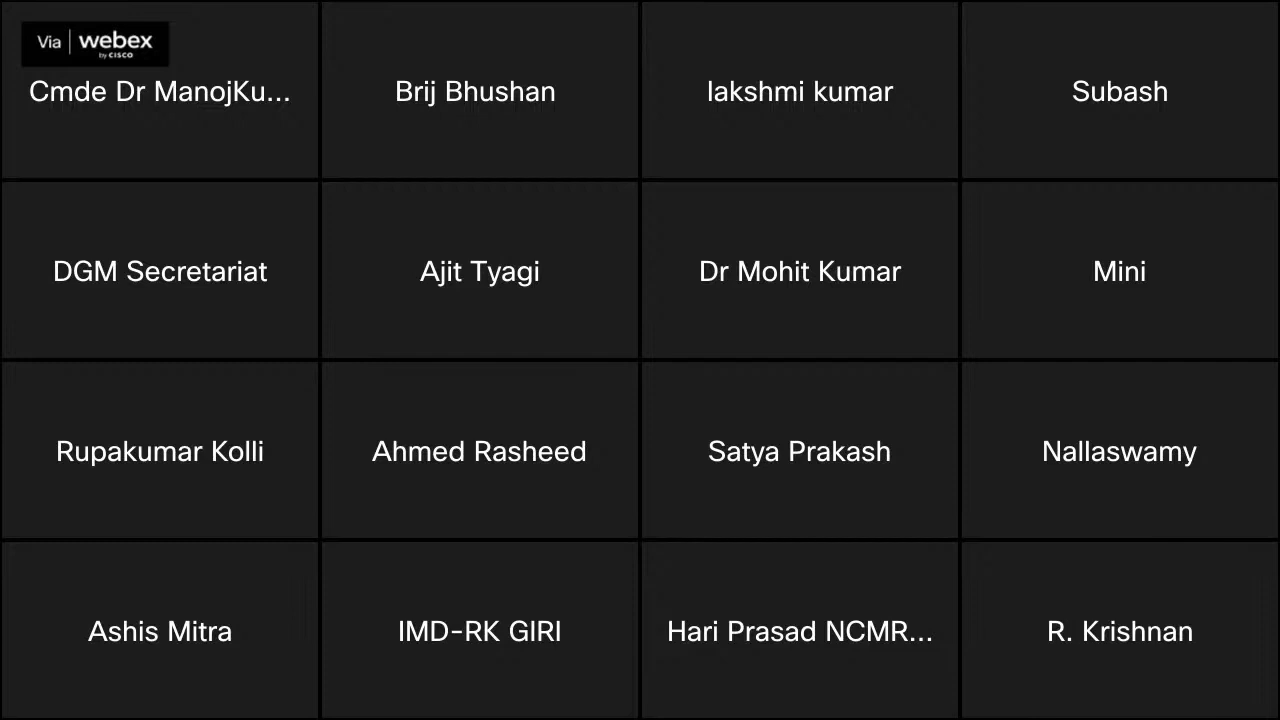 Via | webex
by CISCO
Cmde Dr ManojKu...
Brij Bhushan
lakshmi kumar
Subash
DGM Secretariat
Ajit Tyagi
Dr Mohit Kumar
Mini
Rupakumar Kolli
Ahmed Rasheed
Satya Prakash
Nallaswamy
Ashis Mitra
IMD-RK GIRI
Hari Prasad NCMR...
R. Krishnan